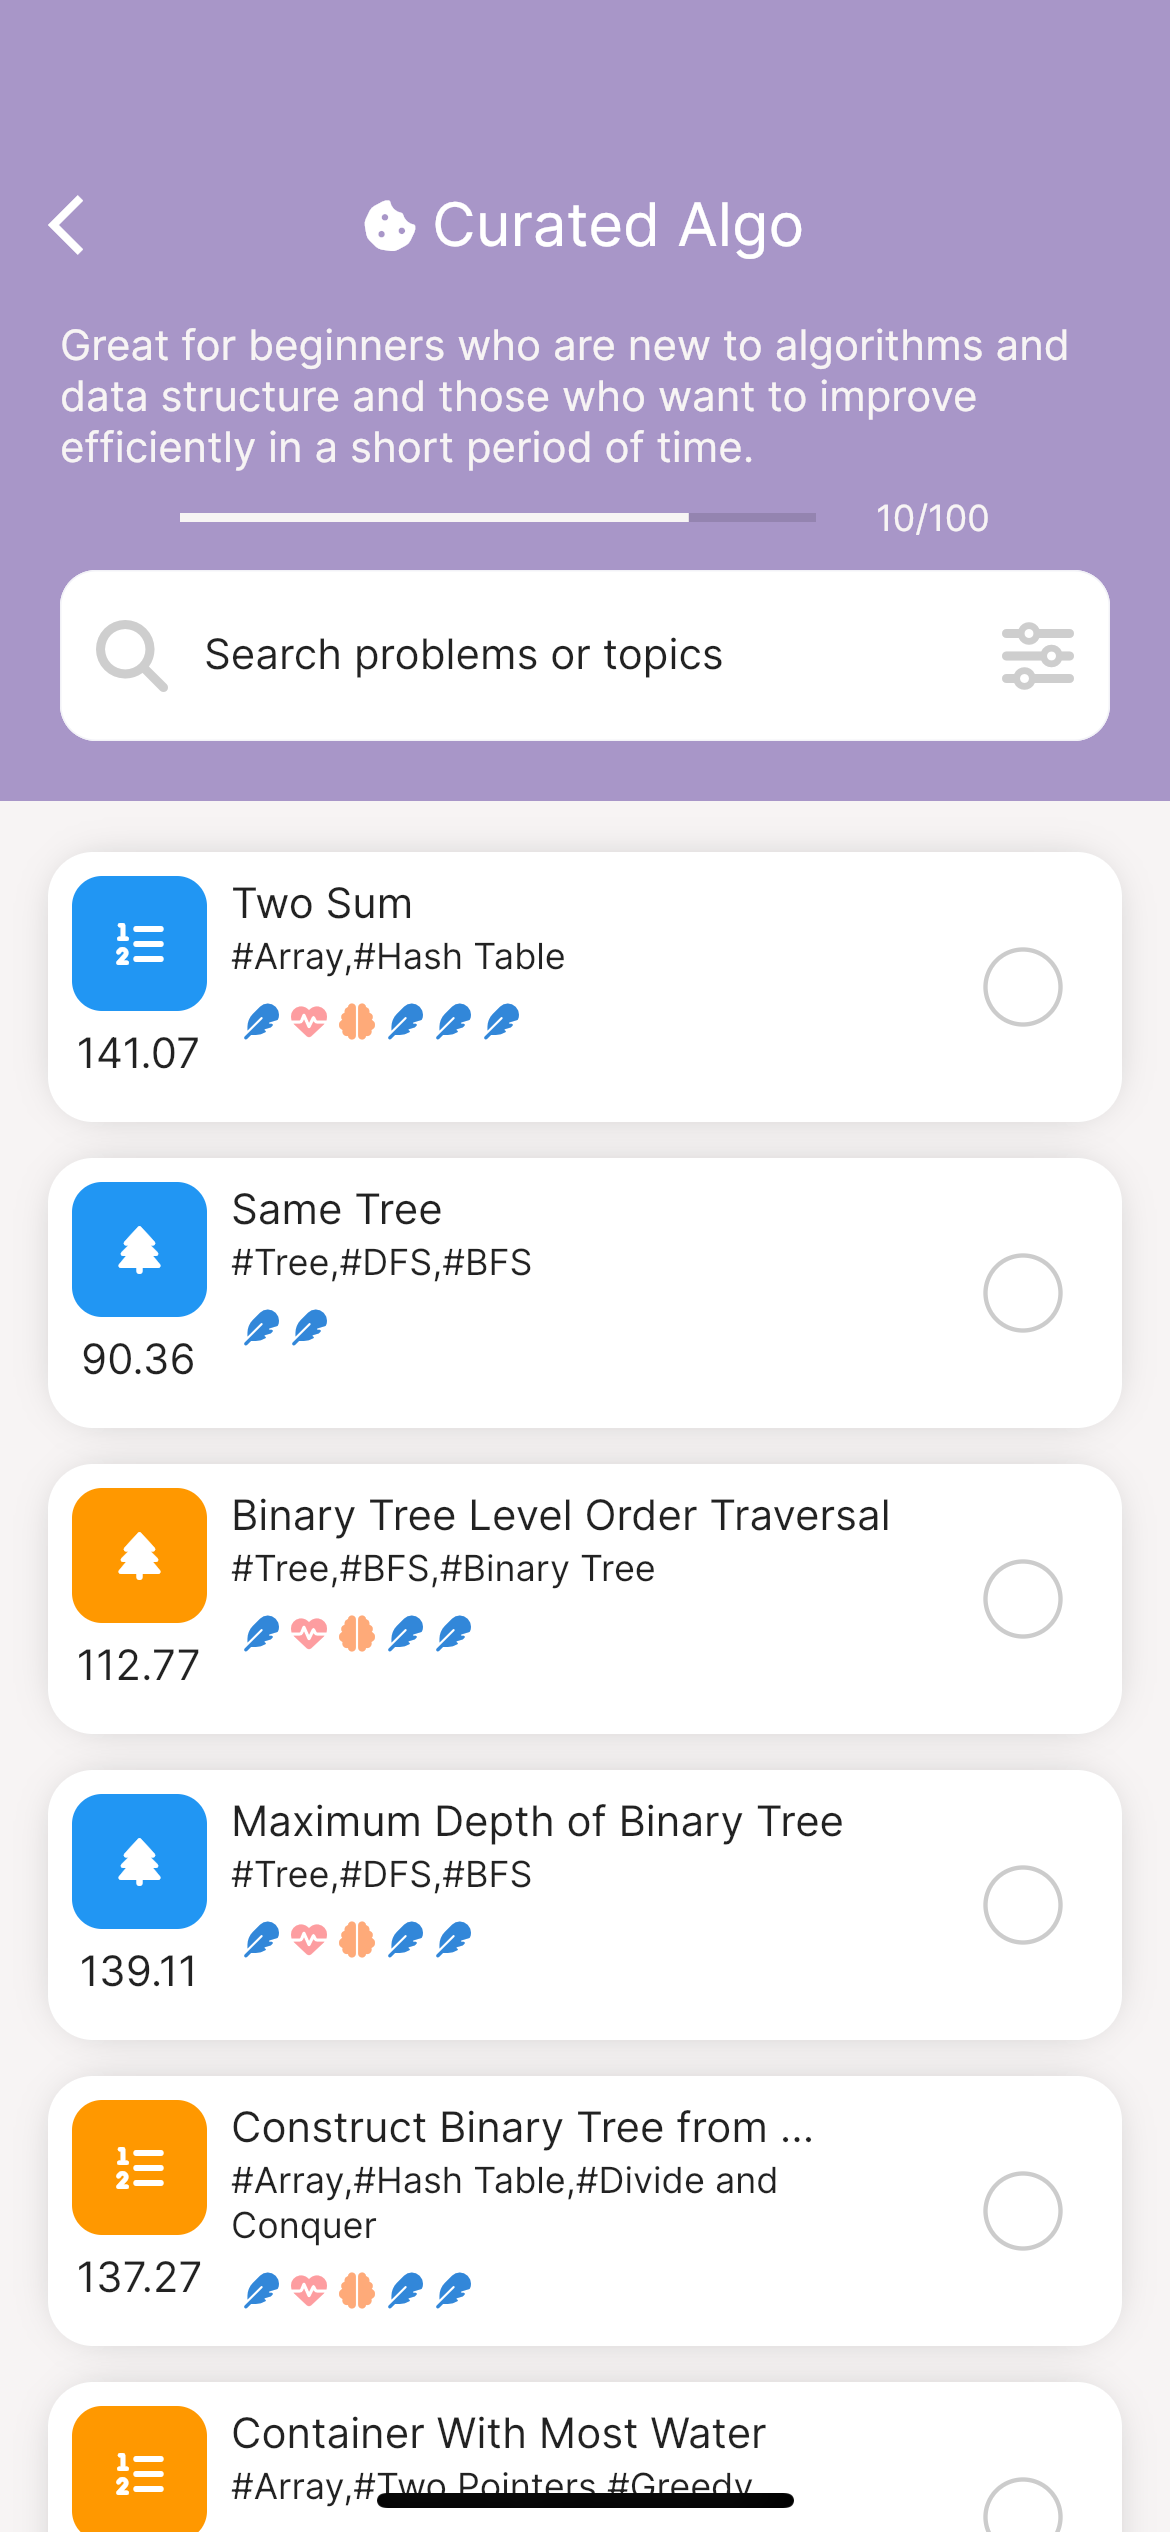 Curated Algo
Great for beginners who are new to algorithms and
data structure and those who want to improve
efficiently in a short period of time.
10/100
Search problems or topics
Two Sum
#Array,#Hash Table
141.07
Same Tree
#Tree,#DFS,#BFS
90.36
Binary Tree Level Order Traversal
#Tree,#BFS,#Binary Tree
112.77
Maximum Depth of Binary Tree
#Tree,#DFS,#BFS
139.11
Construct Binary Tree from ...
#Array,#Hash Table,#Divide and
Conquer
137.27
Container With Most Water
#Array,#Two Pointers,#Greedy